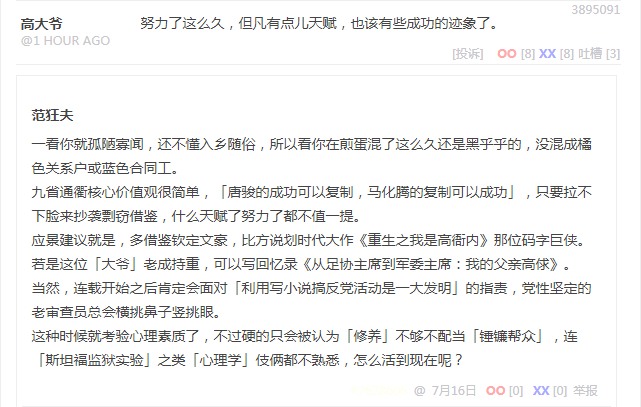 3895091
高大爷 努力了这么久，但凡有点儿天赋，也该有些成功的迹象了。
@1 HOUR AGO
[投诉] OO [8] XX [8] 吐槽 [3]
范狂夫
一看你就孤陋寡闻，还不懂入乡随俗，所以看你在煎蛋混了这么久还是黑乎乎的，没混成橘
色关系户或蓝色合同工。
九省通衢核心价值观很简单，「唐骏的成功可以复制，马化腾的复制可以成功」，只要拉不
下脸来抄袭剽窃借鉴，什么天赋了努力了都不值一提。
应景建议就是，多借鉴钦定文豪，比方说划时代大作《重生之我是高衙内》那位码字巨侠。
若是这位「大爷」老成持重，可以写回忆录《从足协主席到军委主席：我的父亲高俅》。
当然，连载开始之后肯定会面对「利用写小说搞反党活动是一大发明」的指责，党性坚定的
老审查员总会横挑鼻子竖挑眼。
这种时候就考验心理素质了，不过硬的只会被认为「修养」不够不配当「锤镰帮众」，连
「斯坦福监狱实验」之类「心理学」伎俩都不熟悉，怎么活到现在呢？
@ 7月16日 OO [0] XX [0] 举报